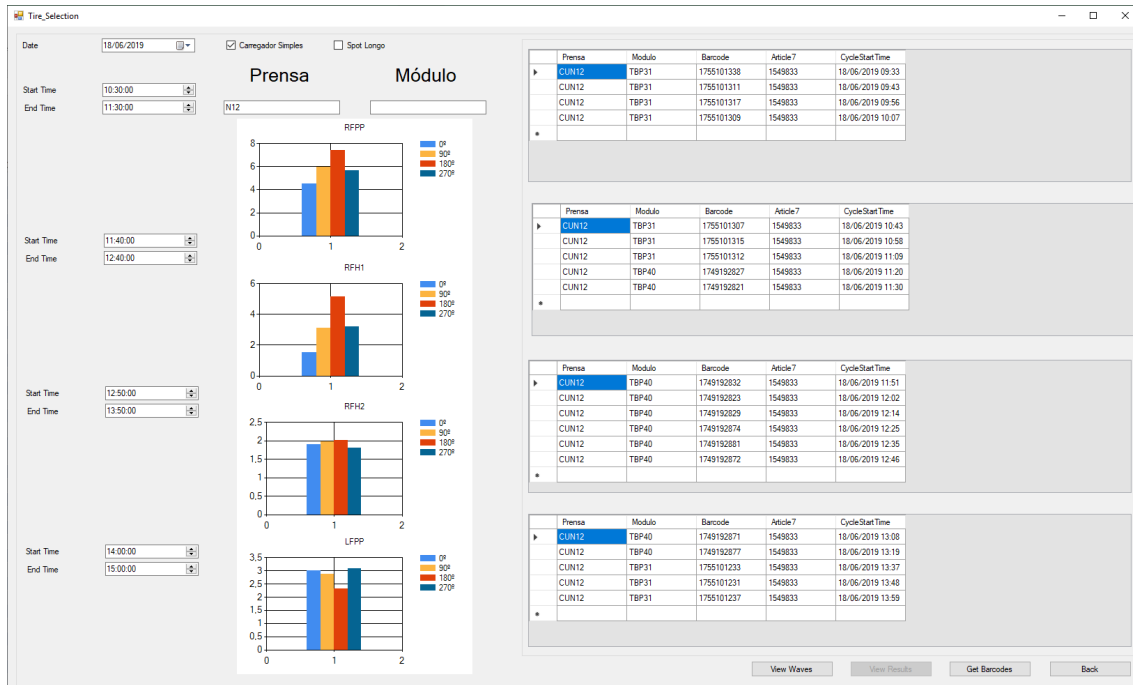 Tire_Selection
Date 18/06/2019 Carregador Simples Spot Longo
Prensa Módulo
Start Time 10:30:00
End Time 11:30:00 N12
Start Time 11:40:00
End Time 12:40:00
Start Time 12:50:00
End Time 13:50:00
Start Time 14:00:00
End Time 15:00:00
RFPP
8
6
4
2
0
0 1 2
0º
90º
180º
270º
RFH1
6
4
2
0
0 1 2
0º
90º
180º
270º
RFH2
2,5
2
1,5
1
0,5
0
0 1 2
0º
90º
180º
270º
LFPP
3,5
3
2,5
2
1,5
1
0,5
0
0 1 2
0º
90º
180º
270º
Prensa Modulo Barcode Article7 CycleStartTime
CUN12 TBP31 1755101338 1549833 18/06/2019 09:33
CUN12 TBP31 1755101311 1549833 18/06/2019 09:43
CUN12 TBP31 1755101317 1549833 18/06/2019 09:56
CUN12 TBP31 1755101309 1549833 18/06/2019 10:07
Prensa Modulo Barcode Article7 CycleStartTime
CUN12 TBP31 1755101307 1549833 18/06/2019 10:43
CUN12 TBP31 1755101315 1549833 18/06/2019 10:58
CUN12 TBP31 1755101312 1549833 18/06/2019 11:09
CUN12 TBP40 1749192827 1549833 18/06/2019 11:20
CUN12 TBP40 1749192821 1549833 18/06/2019 11:30
Prensa Modulo Barcode Article7 CycleStartTime
CUN12 TBP40 1749192832 1549833 18/06/2019 11:51
CUN12 TBP40 1749192823 1549833 18/06/2019 12:02
CUN12 TBP40 1749192829 1549833 18/06/2019 12:14
CUN12 TBP40 1749192874 1549833 18/06/2019 12:25
CUN12 TBP40 1749192881 1549833 18/06/2019 12:35
CUN12 TBP40 1749192872 1549833 18/06/2019 12:46
Prensa Modulo Barcode Article7 CycleStartTime
CUN12 TBP40 1749192871 1549833 18/06/2019 13:08
CUN12 TBP40 1749192877 1549833 18/06/2019 13:19
CUN12 TBP31 1755101233 1549833 18/06/2019 13:37
CUN12 TBP31 1755101231 1549833 18/06/2019 13:48
CUN12 TBP31 1755101237 1549833 18/06/2019 13:59
View Waves View Results Get Barcodes Back